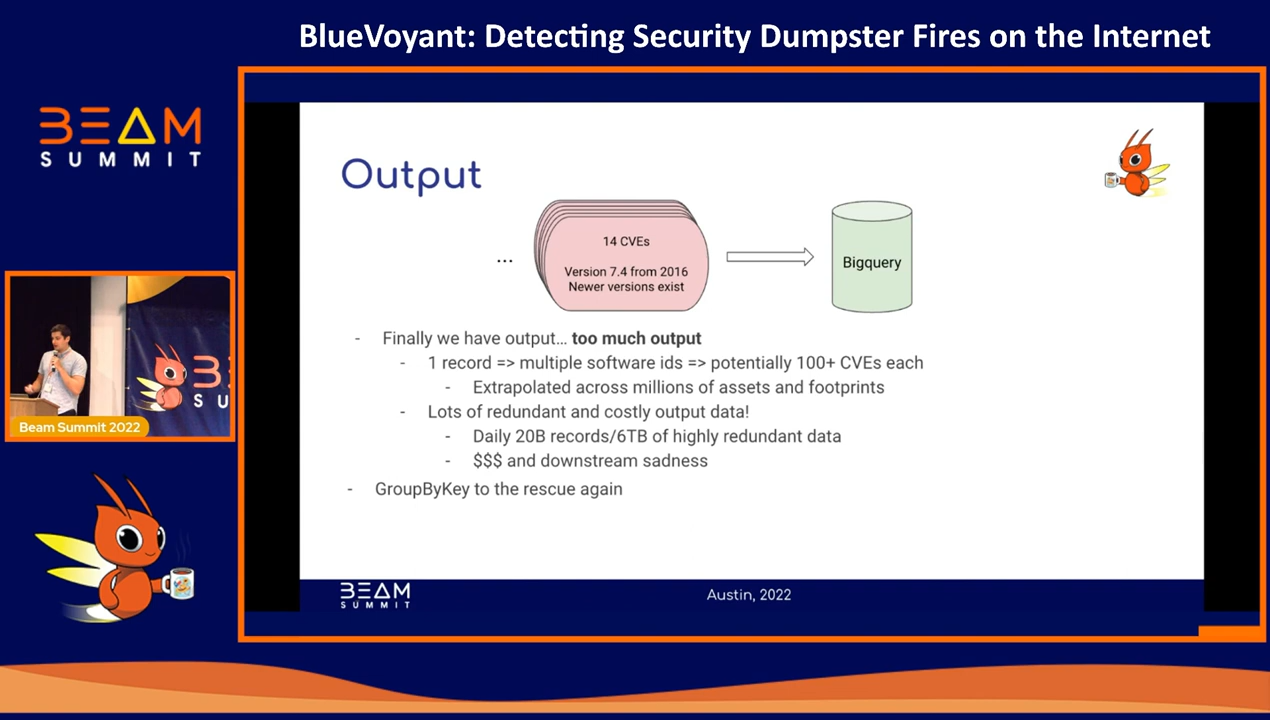 BlueVoyant: Detecting Security Dumpster Fires on the Internet
BEAM
SUMMIT
Output
...
14 CVEs
Version 7.4 from 2016
Newer versions exist
Bigquery
- Finally we have output... too much output
- 1 record => multiple software ids => potentially 100+ CVEs each
- Extrapolated across millions of assets and footprints
- Lots of redundant and costly output data!
- Daily 20B records/6TB of highly redundant data
- $$$ and downstream sadness
- GroupByKey to the rescue again
BEAM
SUMMIT
Austin, 2022
B
SU
Beam Summit 2022